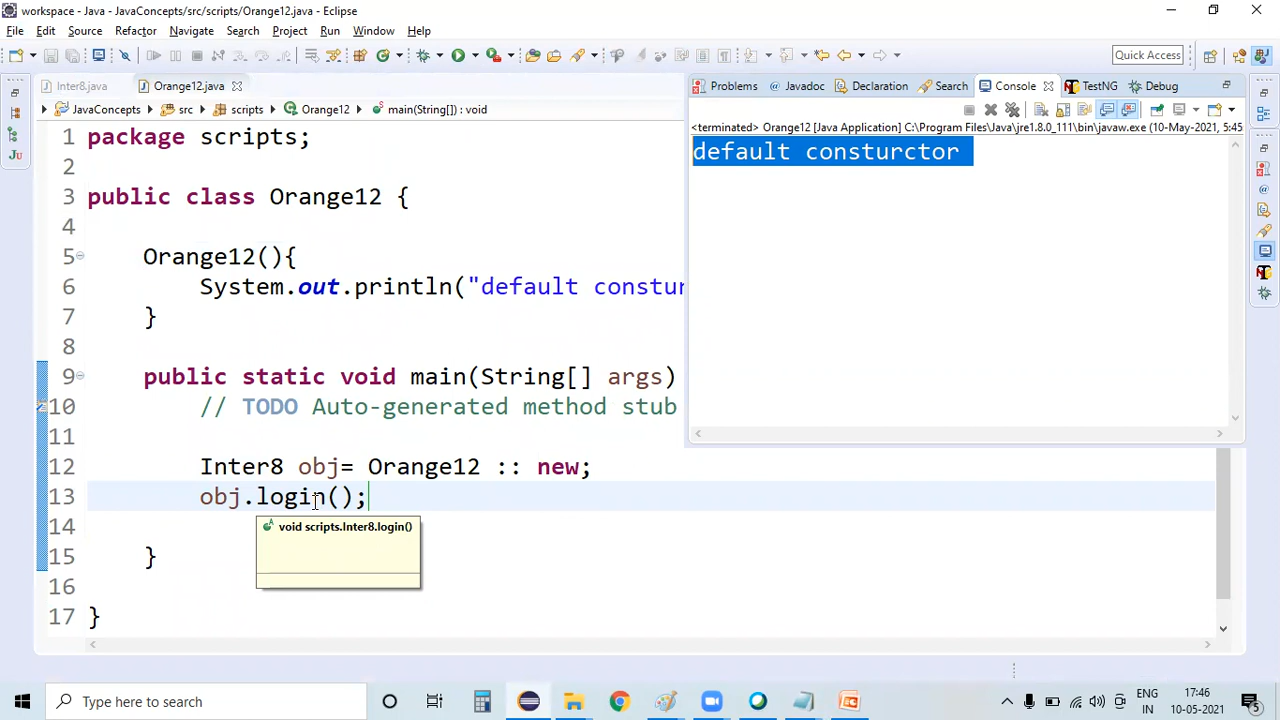 workspace - Java - JavaConcepts/src/scripts/Orange12.java - Eclipse
File Edit Source Refactor Navigate Search Project Run Window Help
Quick Access
Inter8.java Orange12.java
JavaConcepts src scripts Orange12 main(String[]) : void
1 package scripts;
2
3 public class Orange12 {
4
5 Orange12(){
6 System.out.println("default constur
7 }
8
9 public static void main(String[] args)
10 // TODO Auto-generated method stub
11
12 Inter8 obj= Orange12 :: new;
13 obj.login();
14
15 }
16
17 }
void scripts.Inter8.login()
Problems Javadoc Declaration Search Console TestNG Debug
<terminated> Orange12 [Java Application] C:\Program Files\Java\jre1.8.0_111\bin\javaw.exe (10-May-2021, 5:45
default consturctor
Type here to search
ENG
IN
17:46
10-05-2021
5